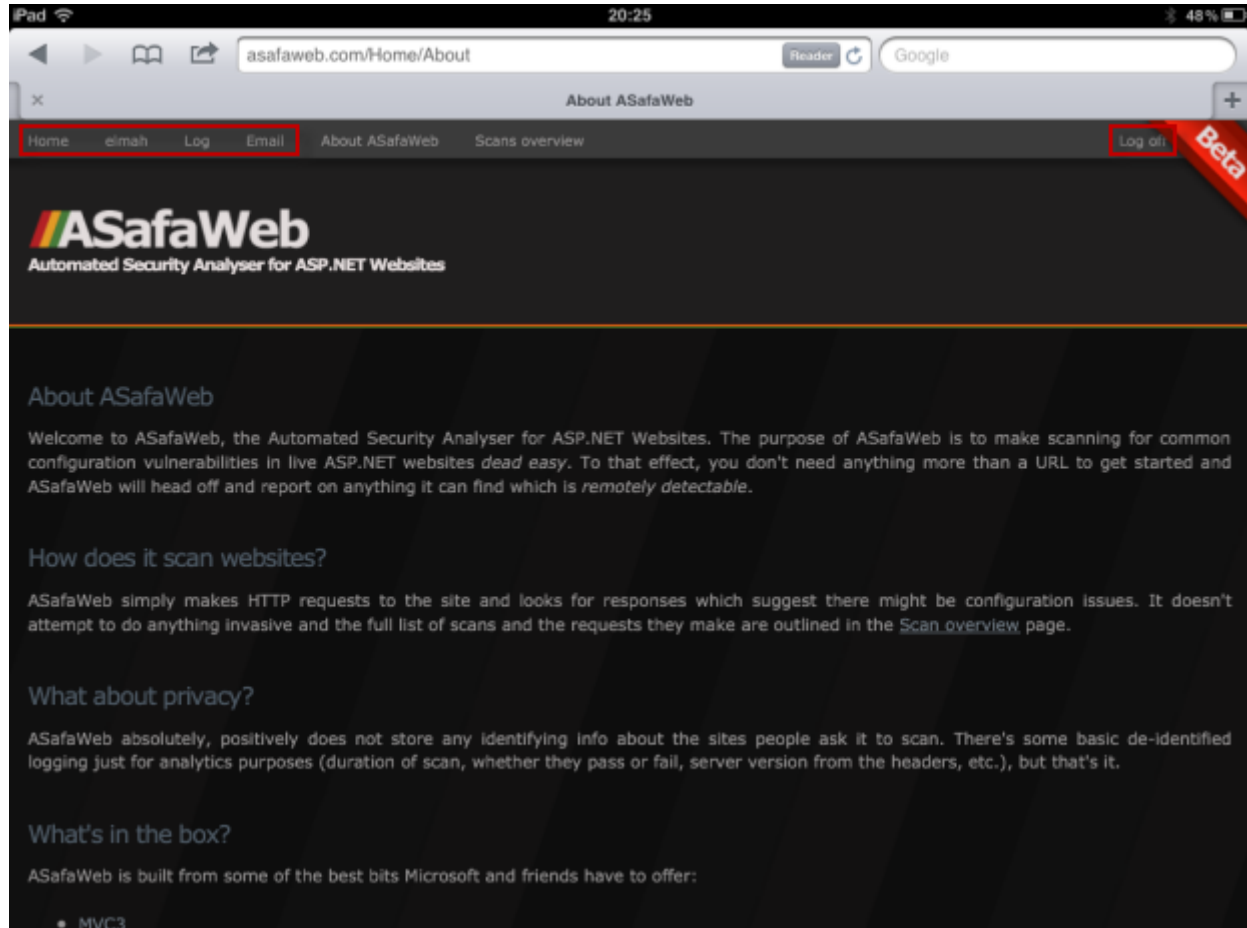 iPad 20:25 48%
asafaweb.com/Home/About Reader Google
About ASafaWeb
Home elmah Log Email About ASafaWeb Scans overview Log off Beta
ASafaWeb
Automated Security Analyser for ASP.NET Websites
About ASafaWeb
Welcome to ASafaWeb, the Automated Security Analyser for ASP.NET Websites. The purpose of ASafaWeb is to make scanning for common
configuration vulnerabilities in live ASP.NET websites dead easy. To that effect, you don't need anything more than a URL to get started and
ASafaWeb will head off and report on anything it can find which is remotely detectable.
How does it scan websites?
ASafaWeb simply makes HTTP requests to the site and looks for responses which suggest there might be configuration issues. It doesn't
attempt to do anything invasive and the full list of scans and the requests they make are outlined in the Scan overview page.
What about privacy?
ASafaWeb absolutely, positively does not store any identifying info about the sites people ask it to scan. There's some basic de-identified
logging just for analytics purposes (duration of scan, whether they pass or fail, server version from the headers, etc.), but that's it.
What's in the box?
ASafaWeb is built from some of the best bits Microsoft and friends have to offer:
• MVC3